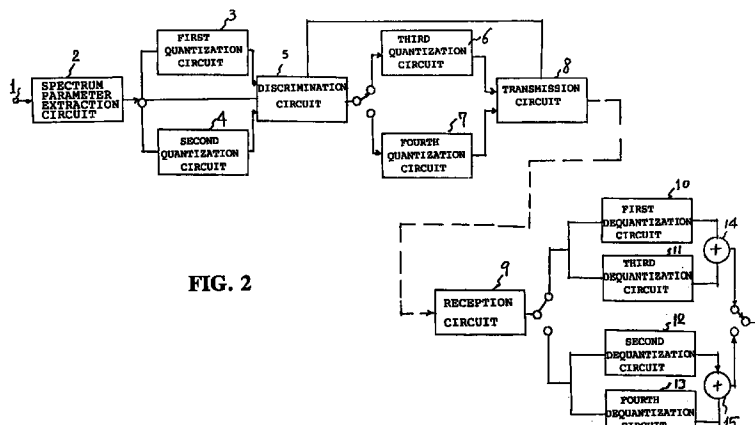 3
FIRST
QUANTIZATION
CIRCUIT
2
1
SPECTRUM
PARAMETER
EXTRACTION
CIRCUIT
5
DISCRIMINATION
CIRCUIT
4
SECOND
QUANTIZATION
CIRCUIT
THIRD
QUANTIZATION
CIRCUIT
6
8
TRANSMISSION
CIRCUIT
7
FOURTH
QUANTIZATION
CIRCUIT
10
FIRST
DEQUANTIZATION
CIRCUIT
14
11
THIRD
DEQUANTIZATION
CIRCUIT
9
RECEPTION
CIRCUIT
12
SECOND
DEQUANTIZATION
CIRCUIT
13
FOURTH
DEQUANTIZATION
CIRCUIT
15
FIG. 2